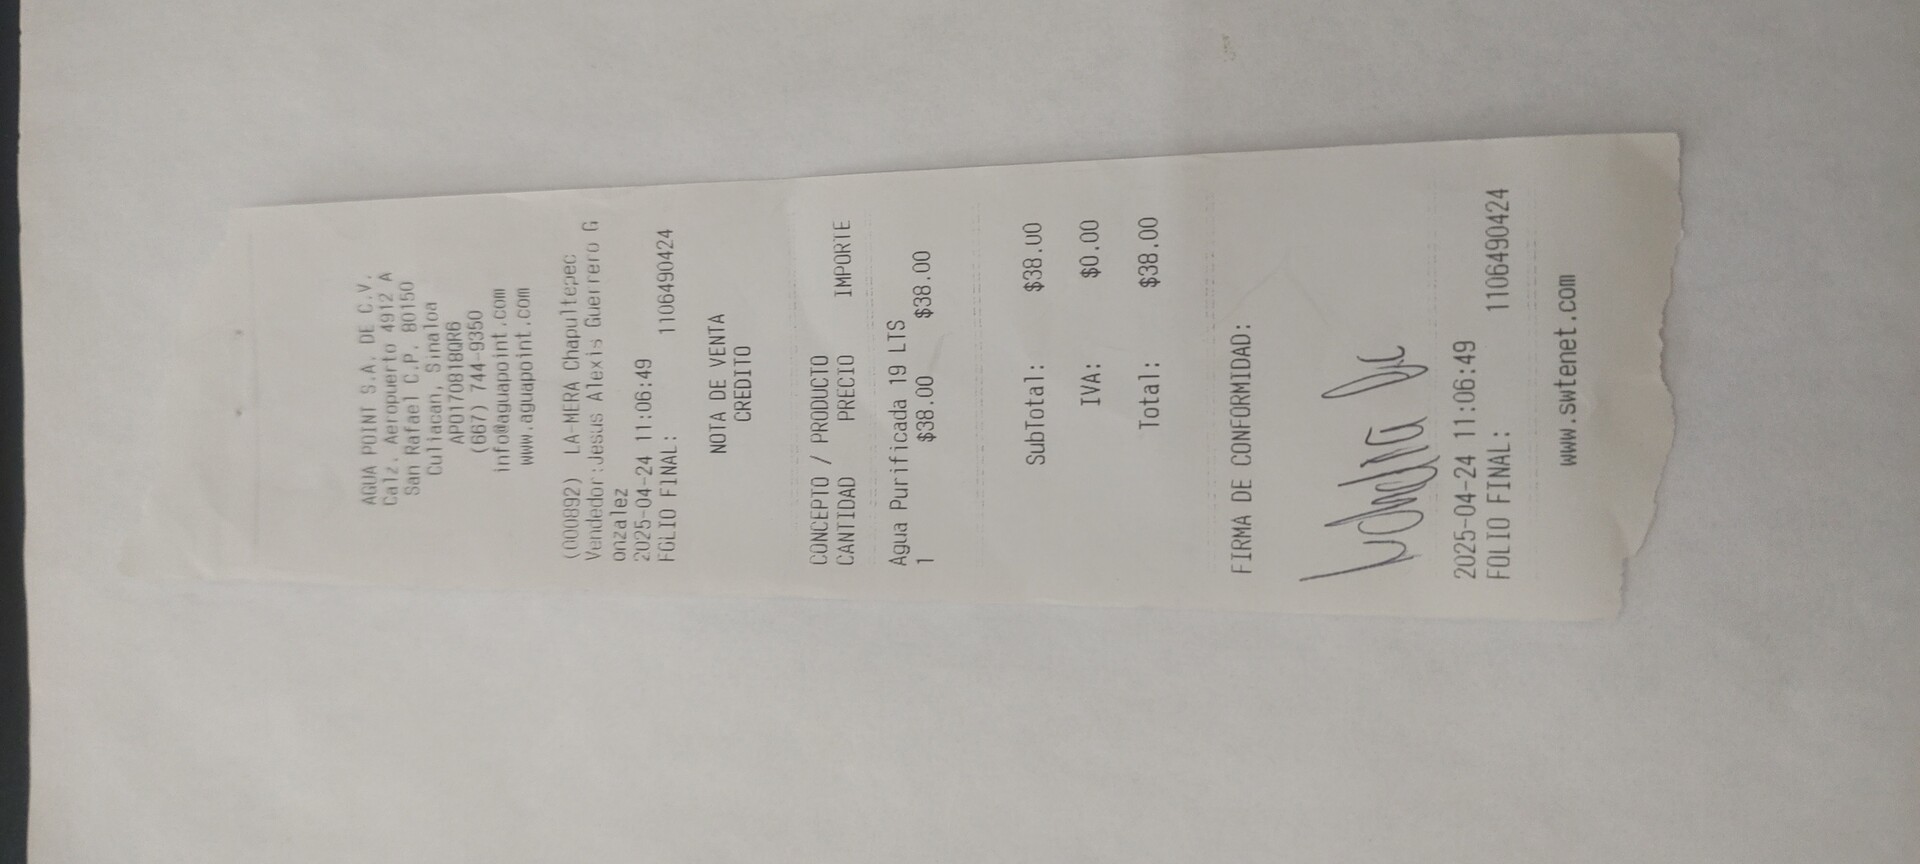 AGUA POINT S.A. DE C.V.
Calz. Aeropuerto 4912 A
San Rafael C.P. 80150
Culiacan, Sinaloa
APO170818QR6
(667) 744-9350
info@aguapoint.com
www.aguapoint.com
(000892) LA-MERA Chapultepec
Vendedor:Jesus Alexis Guerrero G
onzalez
2025-04-24 11:06:49
FOLIO FINAL: 1106490424
NOTA DE VENTA
CREDITO
CONCEPTO / PRODUCTO
CANTIDAD PRECIO IMPORTE
Agua Purificada 19 LTS
1 $38.00 $38.00
SubTotal: $38.00
IVA: $0.00
Total: $38.00
FIRMA DE CONFORMIDAD:
2025-04-24 11:06:49
FOLIO FINAL: 1106490424
www.swtenet.com